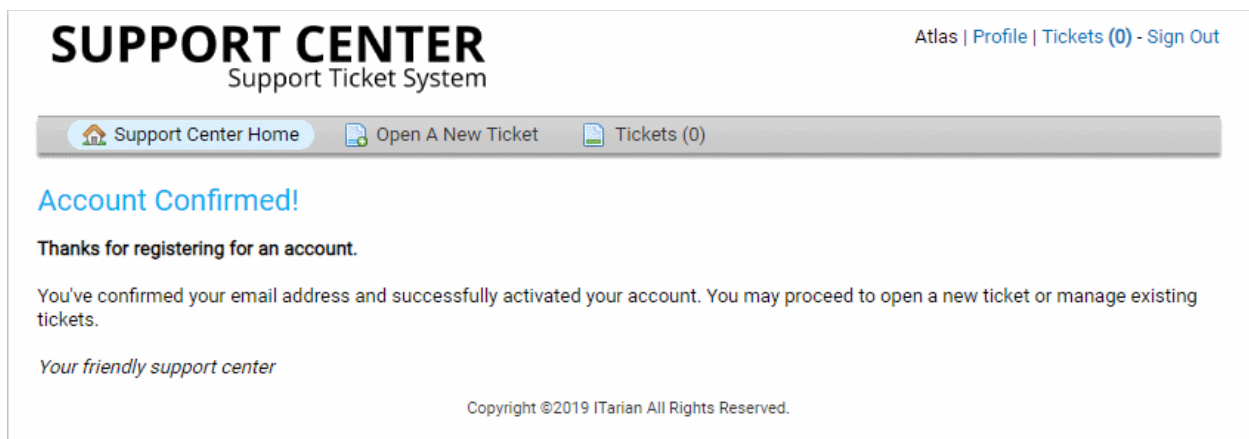 SUPPORT CENTER
Support Ticket System
Atlas | Profile | Tickets (0) - Sign Out
Support Center Home Open A New Ticket Tickets (0)
Account Confirmed!
Thanks for registering for an account.
You've confirmed your email address and successfully activated your account. You may proceed to open a new ticket or manage existing
tickets.
Your friendly support center
Copyright ©2019 ITarian All Rights Reserved.